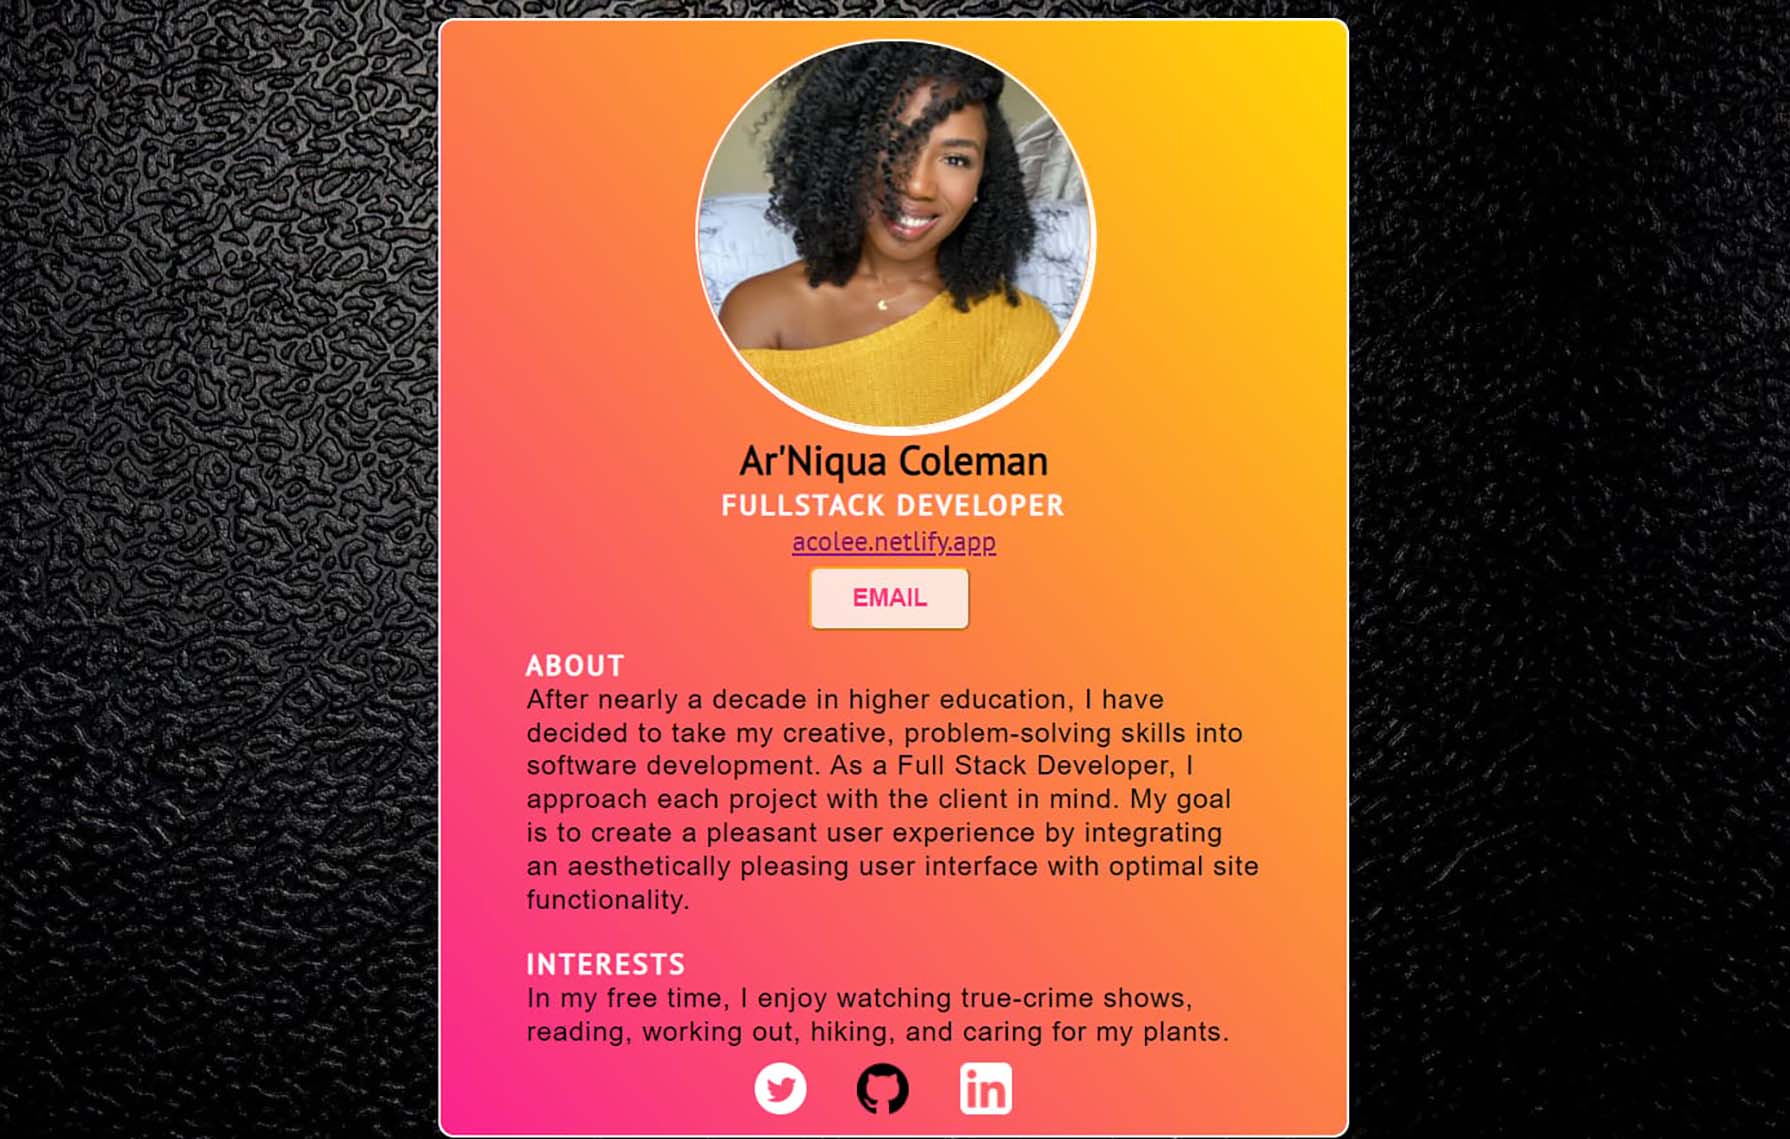 Ar'Niqua Coleman
FULLSTACK DEVELOPER
acolee.netlify.app
EMAIL
ABOUT
After nearly a decade in higher education, I have
decided to take my creative, problem-solving skills into
software development. As a Full Stack Developer, I
approach each project with the client in mind. My goal
is to create a pleasant user experience by integrating
an aesthetically pleasing user interface with optimal site
functionality.
INTERESTS
In my free time, I enjoy watching true-crime shows,
reading, working out, hiking, and caring for my plants.
in